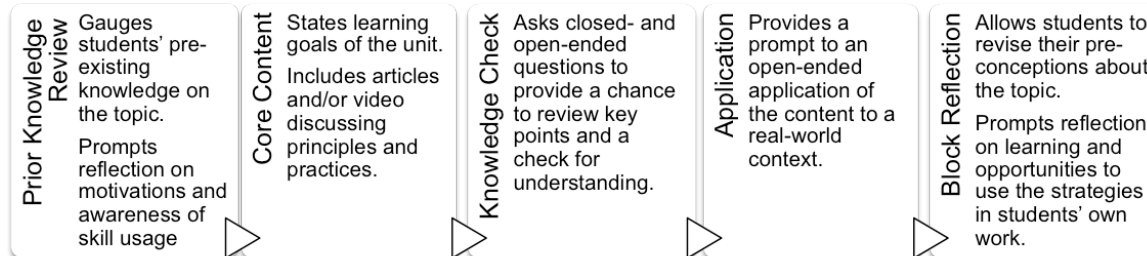 Prior Knowledge
Review
Gauges
students' pre-
existing
knowledge on
the topic.
Prompts
reflection on
motivations and
awareness of
skill usage
Core Content
States learning
goals of the unit.
Includes articles
and/or video
discussing
principles and
practices.
Knowledge Check
Asks closed- and
open-ended
questions to
provide a chance
to review key
points and a
check for
understanding.
Application
Provides a
prompt to an
open-ended
application of
the content to a
real-world
context.
Block Reflection
Allows students to
revise their pre-
conceptions about
the topic.
Prompts reflection
on learning and
opportunities to
use the strategies
in students' own
work.